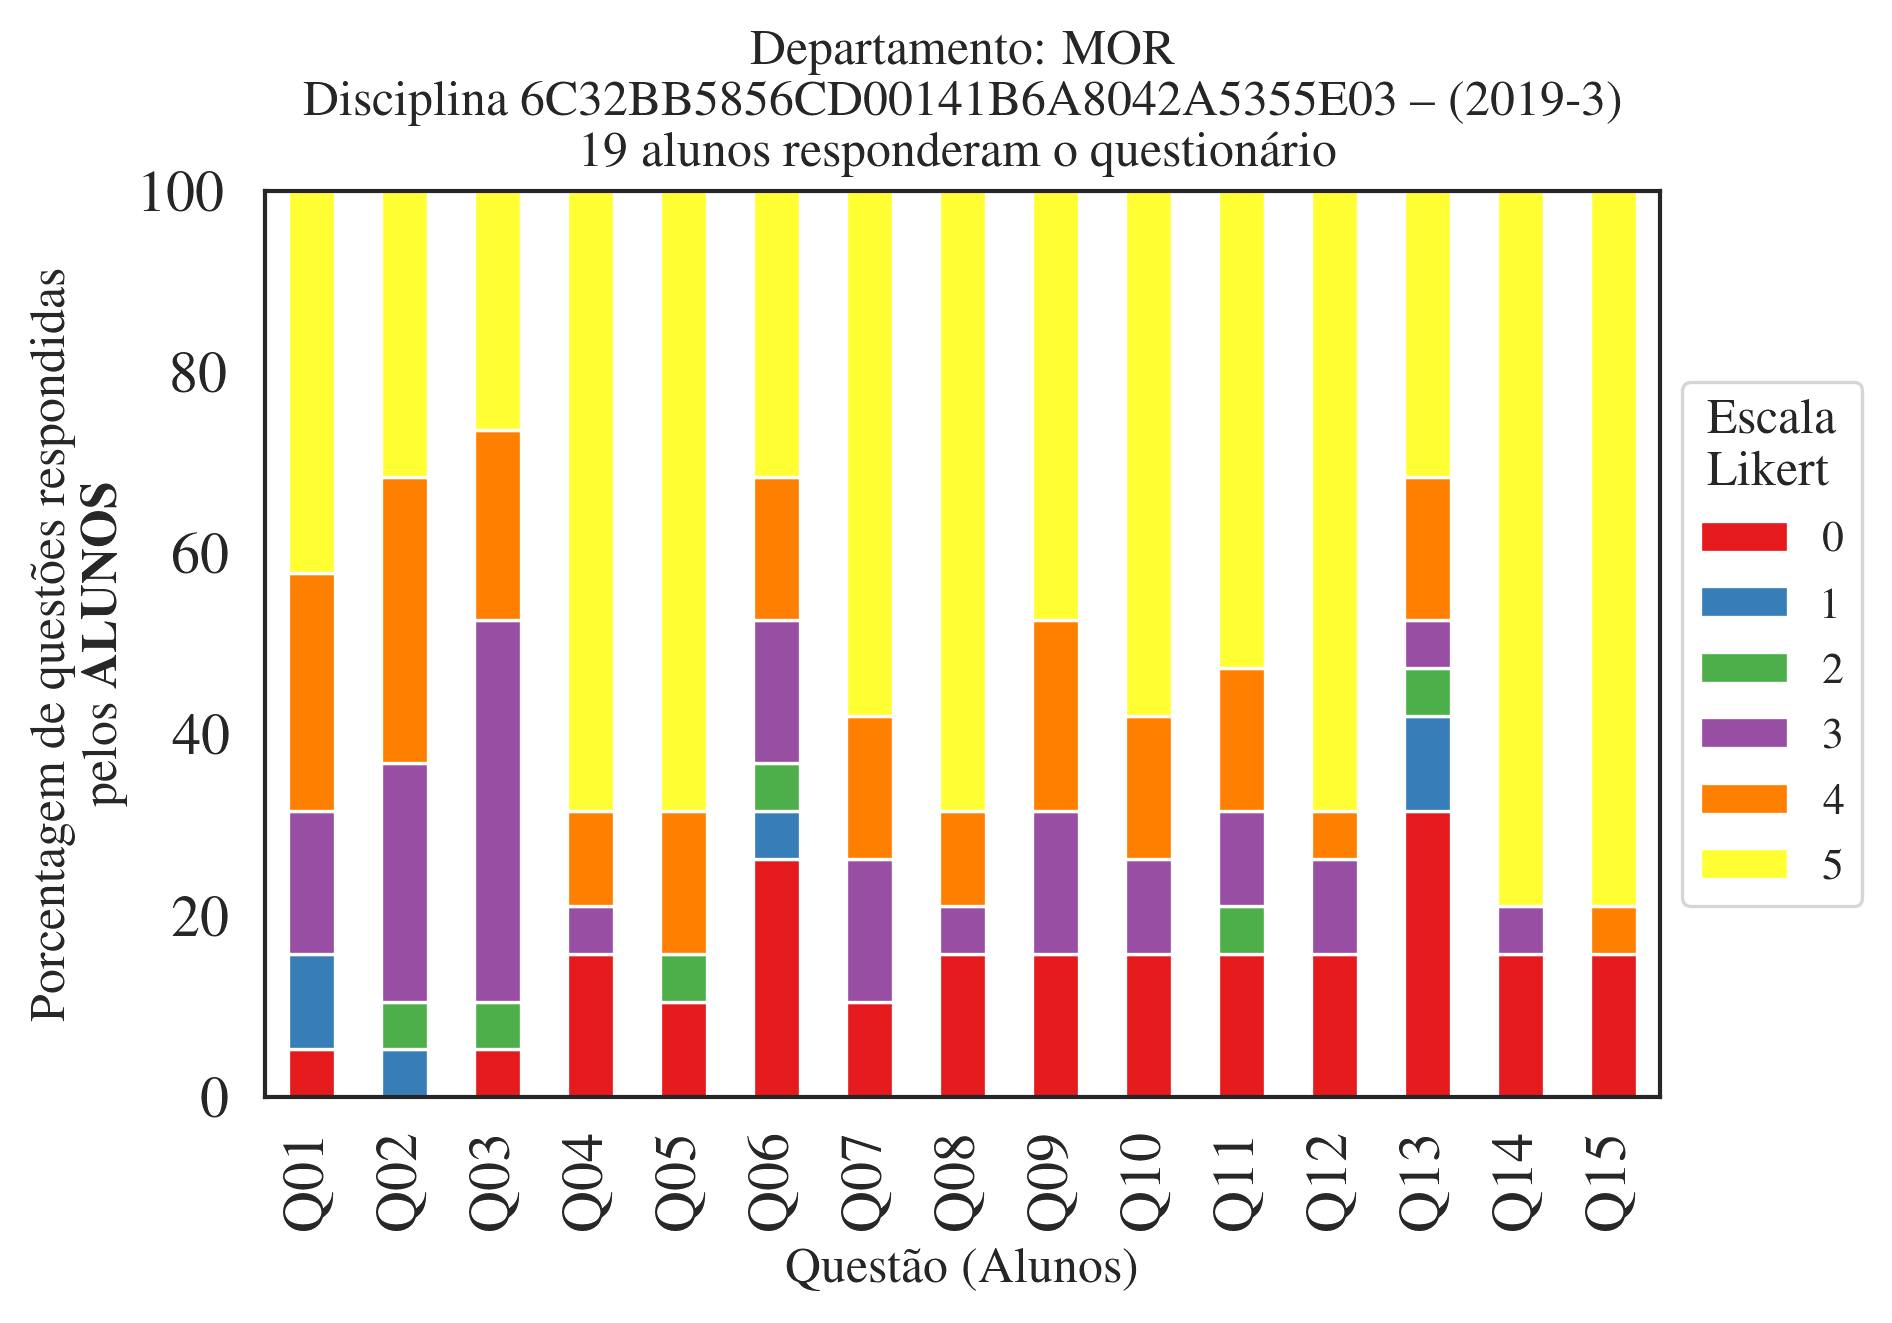 Departamento: MOR
Disciplina 6C32BB5856CD00141B6A8042A5355E03 – (2019-3)
19 alunos responderam o questionário
Porcentagem de questões respondidas
pelos ALUNOS
100
80
60
40
20
0
Q01
Q02
Q03
Q04
Q05
Q06
Q07
Q08
Q09
Q10
Q11
Q12
Q13
Q14
Q15
Questão (Alunos)
Escala
Likert
0
1
2
3
4
5